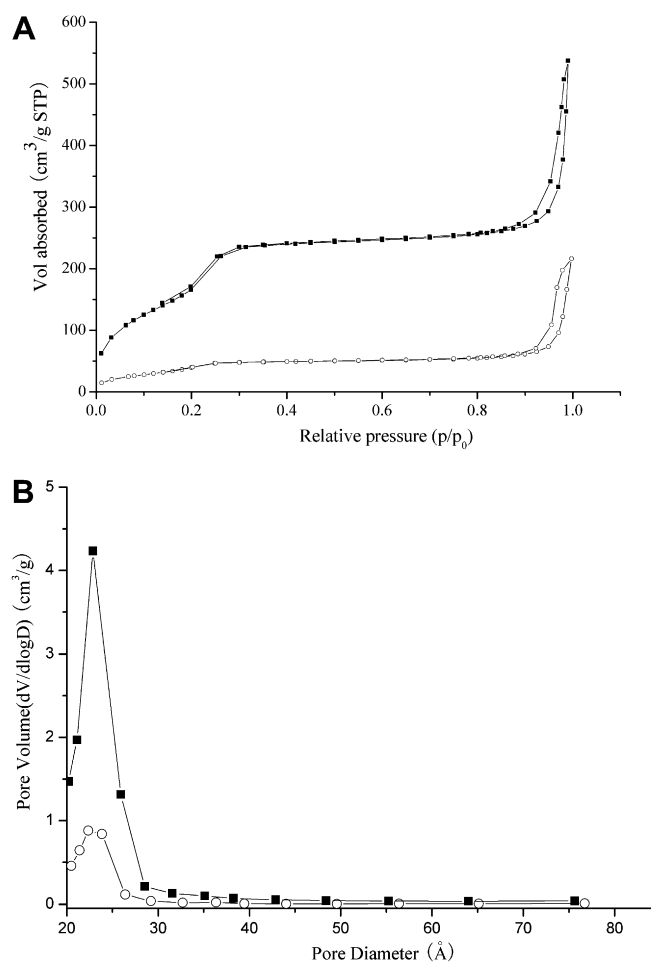 A
600
500
400
300
200
100
0
Vol absorbed (cm³/g STP)
0.0 0.2 0.4 0.6 0.8 1.0
Relative pressure (p/p₀)
B
5
4
3
2
1
0
Pore Volume(dV/dlogD) (cm³/g)
20 30 40 50 60 70 80
Pore Diameter (Å)